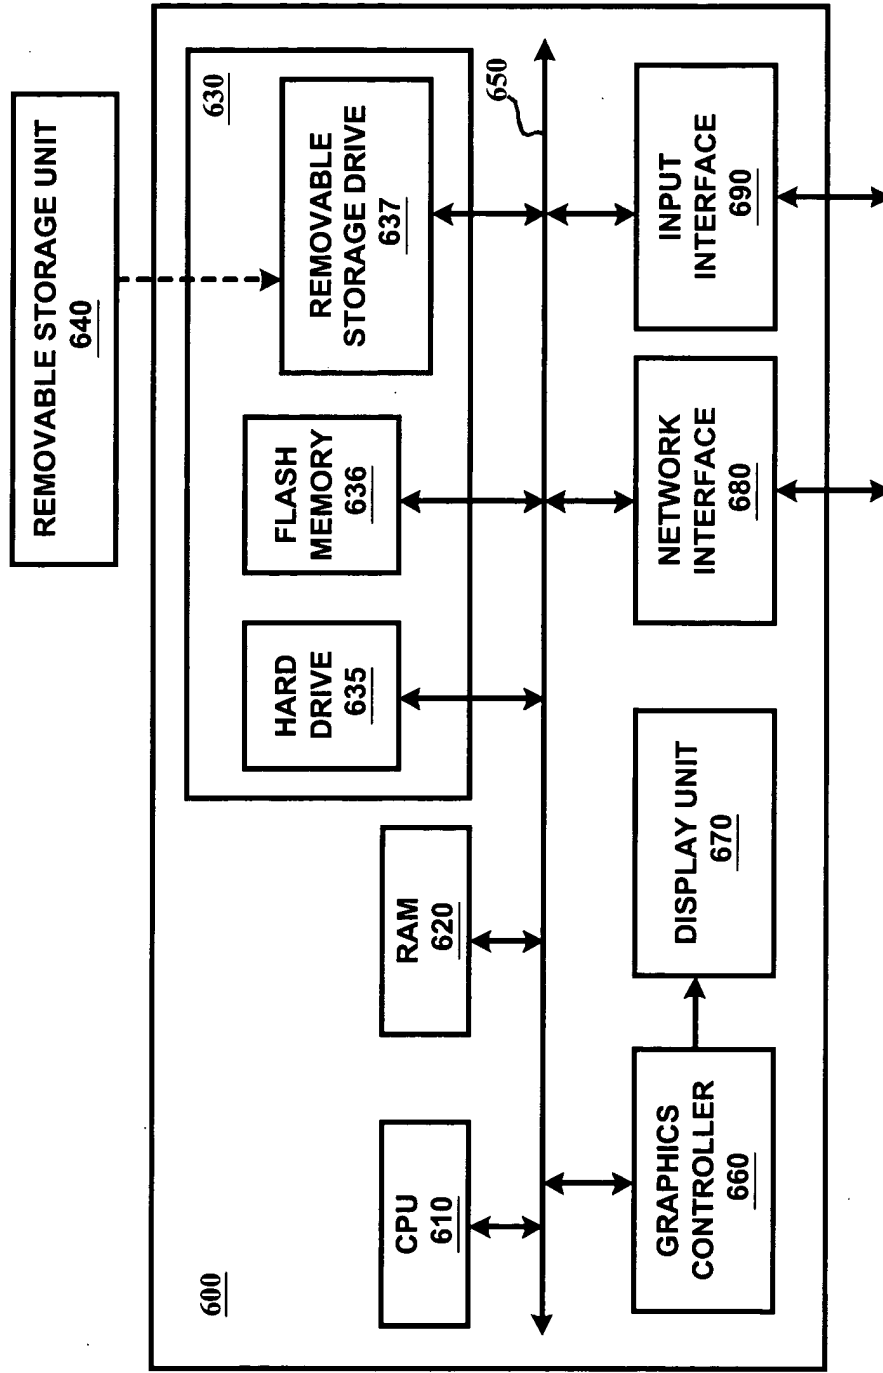 REMOVABLE STORAGE UNIT
640
630
REMOVABLE
STORAGE DRIVE
637
FLASH
MEMORY
636
HARD
DRIVE
635
650
RAM
620
CPU
610
600
GRAPHICS
CONTROLLER
660
DISPLAY UNIT
670
NETWORK
INTERFACE
680
INPUT
INTERFACE
690